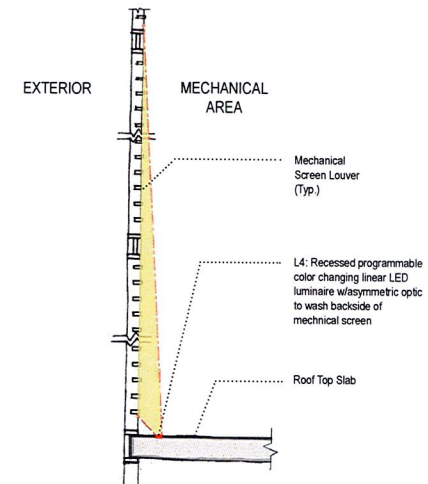 EXTERIOR
MECHANICAL
AREA
Mechanical
Screen Louver
(Typ.)
L4: Recessed programmable
color changing linear LED
luminaire w/asymmetric optic
to wash backside of
mechnical screen
Roof Top Slab